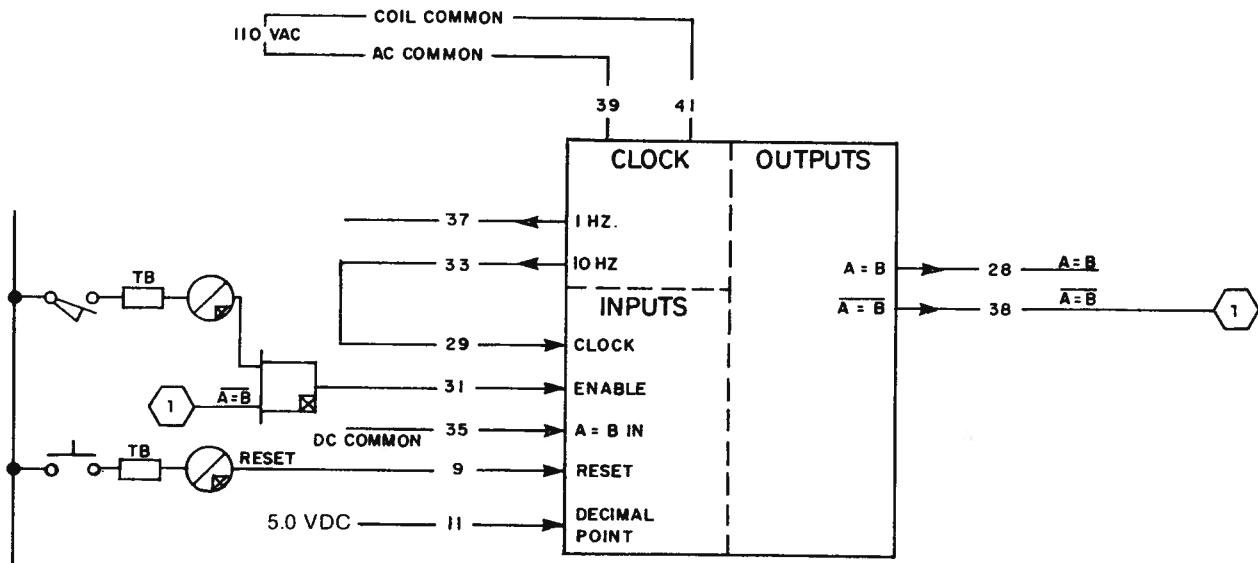 COIL COMMON
110 VAC
AC COMMON
39 41
CLOCK OUTPUTS
37 1 HZ.
33 10 HZ
A = B 28 A=B
TB
INPUTS
A̅ ̅=̅ ̅B̅ 38 A̅=̅B̅ 1
29 CLOCK
31 ENABLE
1 A̅=̅B̅
35 A = B IN
DC COMMON
TB
RESET 9 RESET
5.0 VDC 11 DECIMAL
POINT